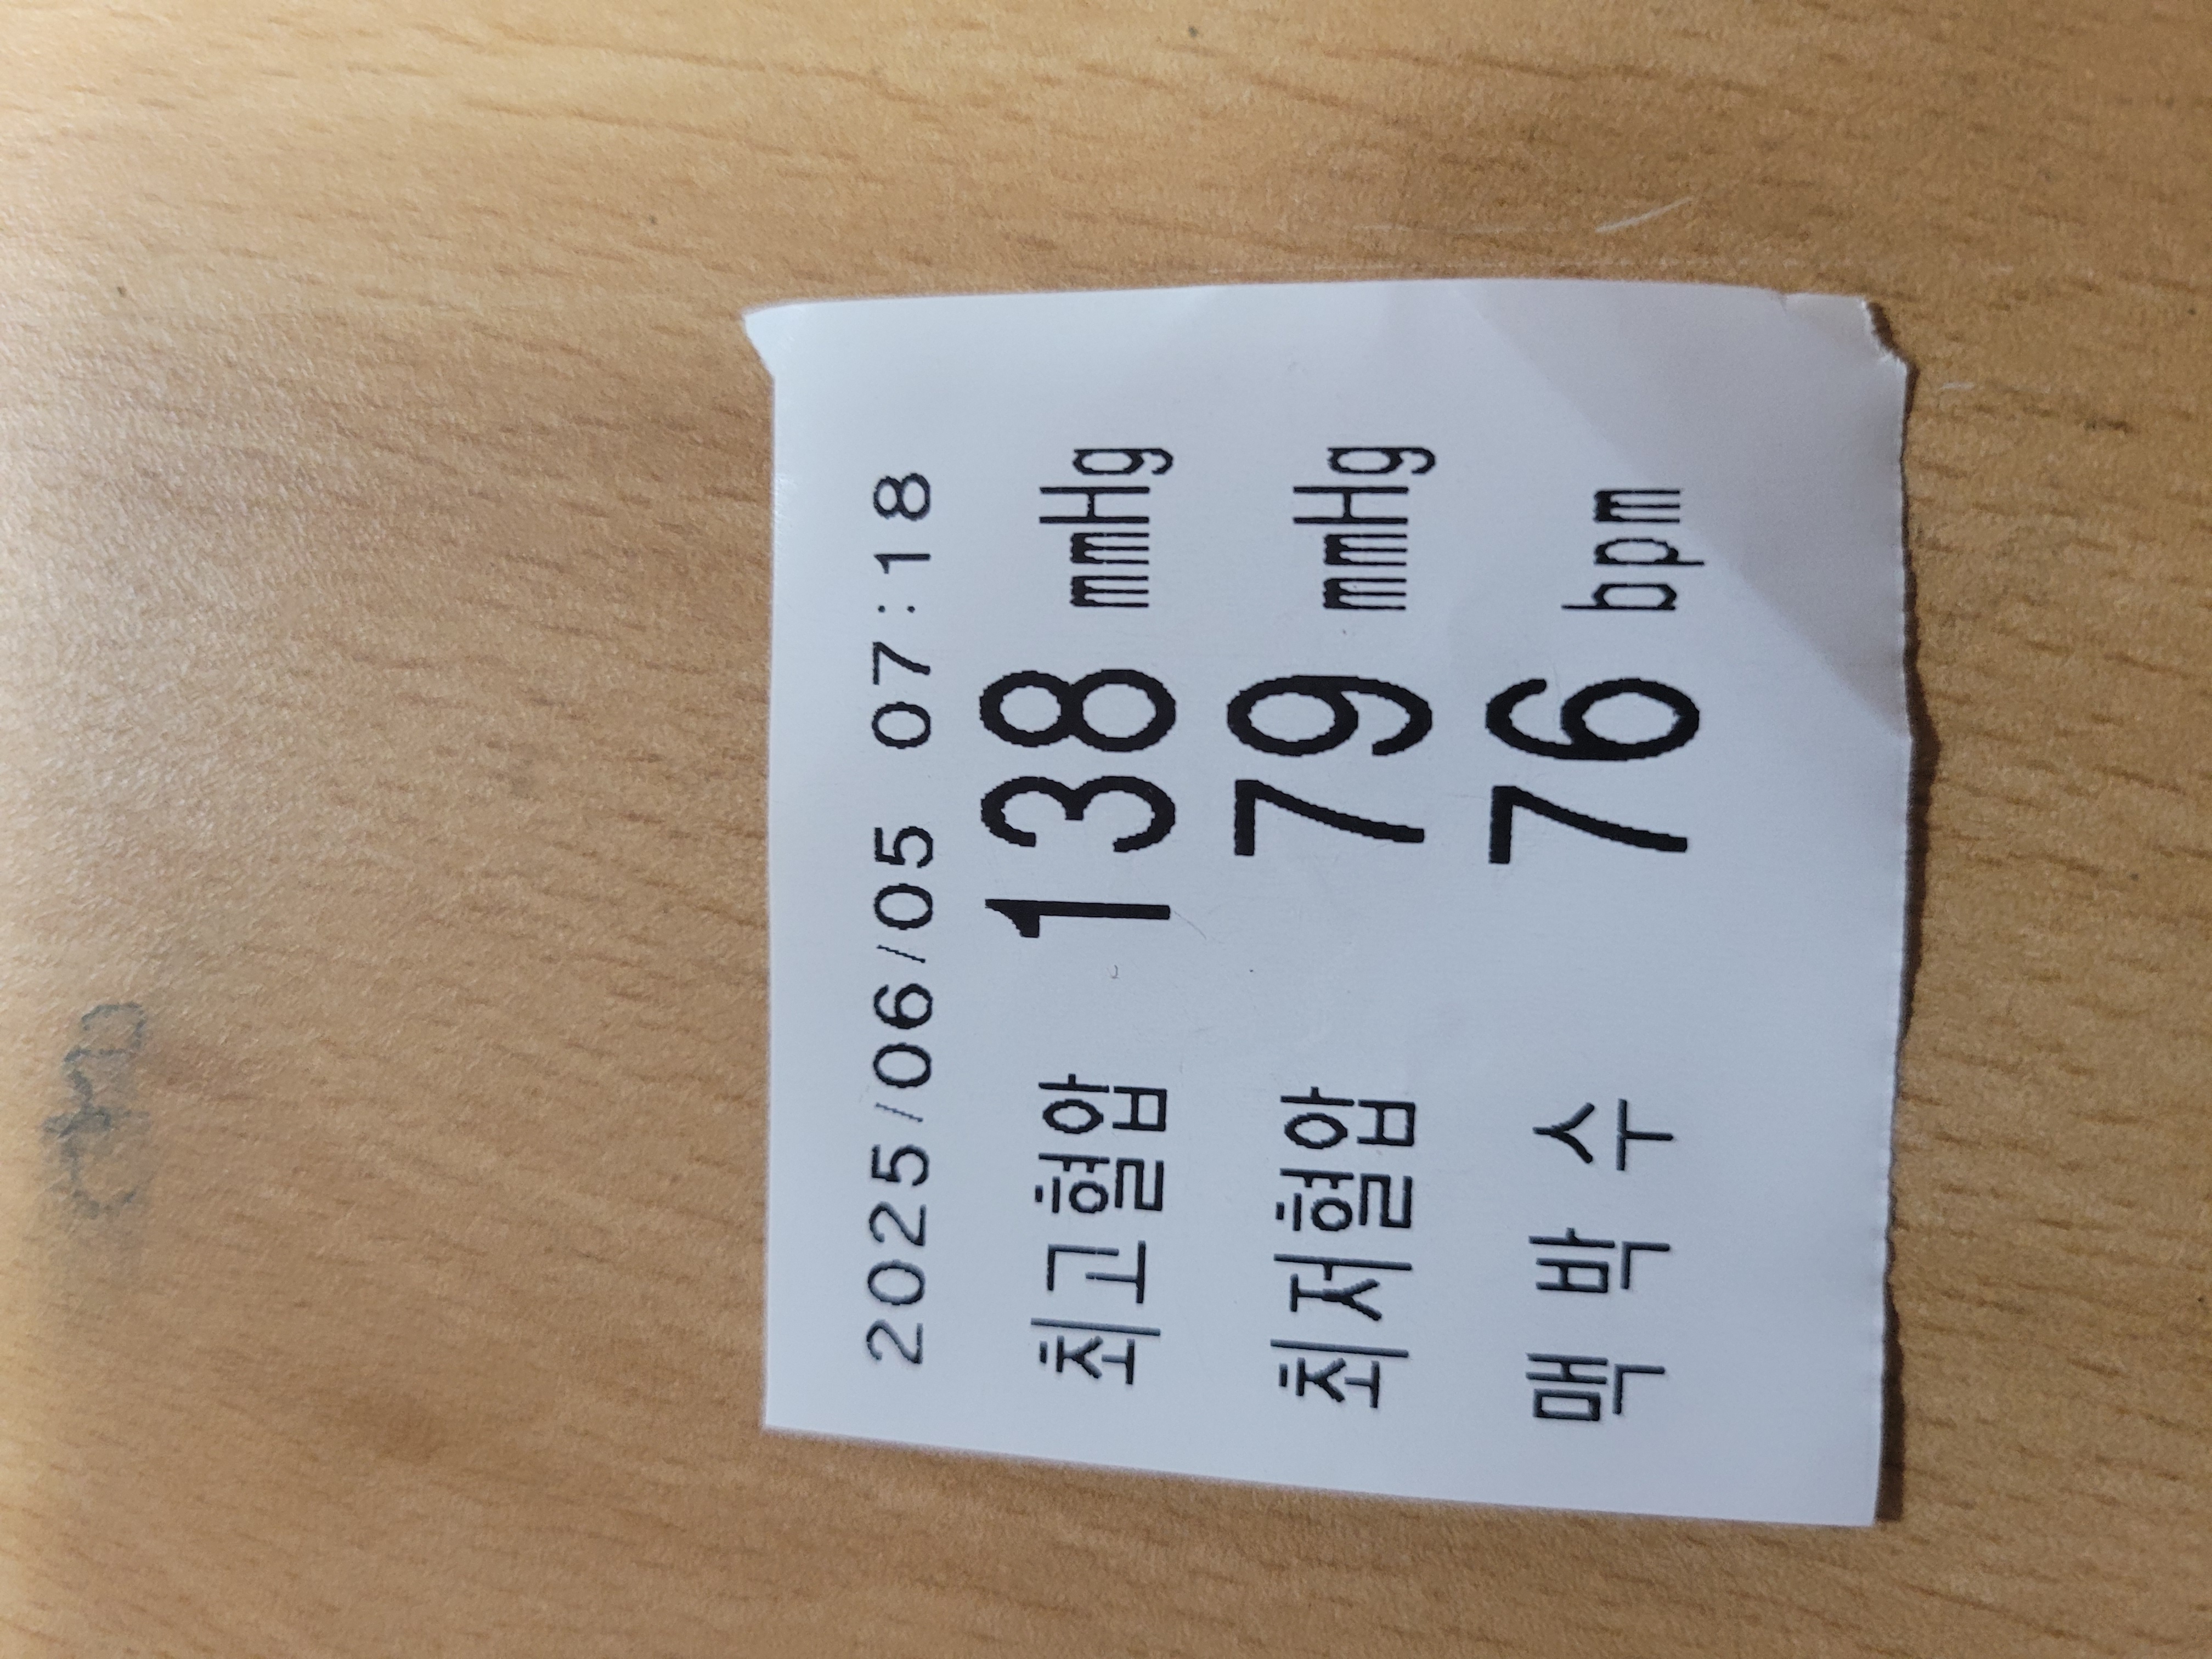 2025/06/05 07:18
최고혈압 138 mmHg
최저혈압 79 mmHg
맥 박 수 76 bpm